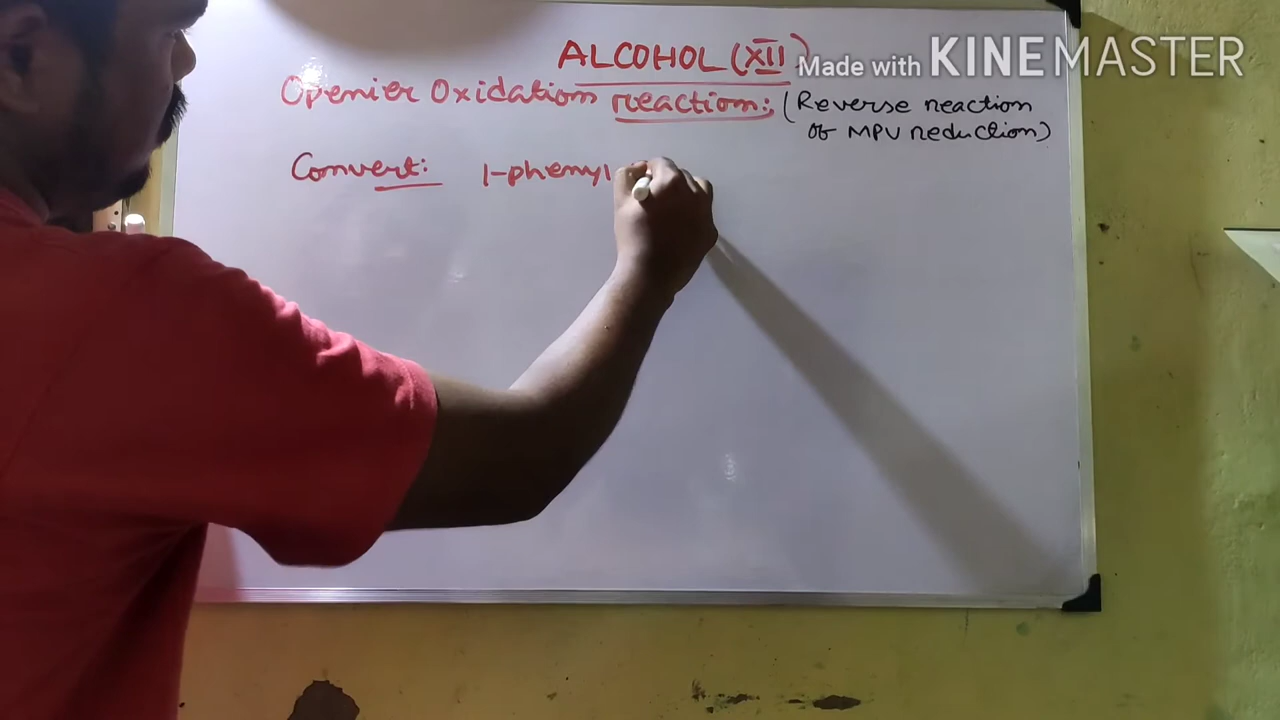 ALCOHOL (XII)
Made with KINEMASTER
Openier Oxidation reaction: (Reverse reaction
of MPV reduction)
Convert: 1-phenyl